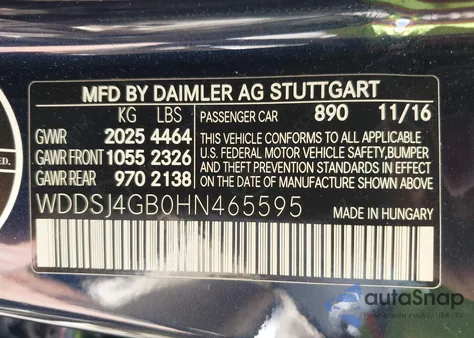 MFD BY DAIMLER AG STUTTGART
KG LBS
PASSENGER CAR 890 11/16
GVWR 2025 4464
GAWR FRONT 1055 2326
GAWR REAR 970 2138
THIS VEHICLE CONFORMS TO ALL APPLICABLE
U.S. FEDERAL MOTOR VEHICLE SAFETY, BUMPER
AND THEFT PREVENTION STANDARDS IN EFFECT
ON THE DATE OF MANUFACTURE SHOWN ABOVE.
WDDSJ4GB0HN465595
MADE IN HUNGARY
ED.
autoSnap